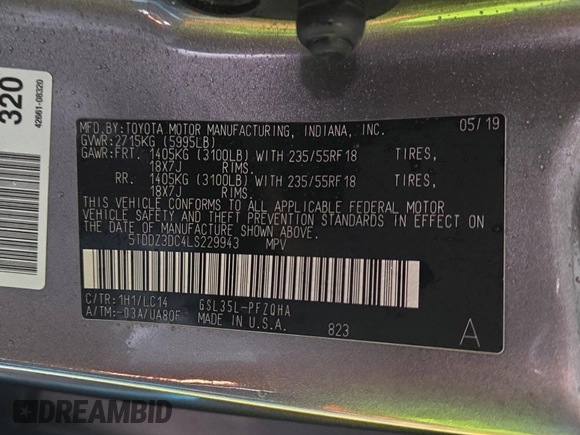 320
42661-08320
MFD.BY:TOYOTA MOTOR MANUFACTURING, INDIANA, INC. 05/19
GVWR:2715KG (5995LB)
GAWR:FRT. 1405KG (3100LB) WITH 235/55RF18 TIRES,
18X7J RIMS.
RR. 1405KG (3100LB) WITH 235/55RF18 TIRES,
18X7J RIMS.
THIS VEHICLE CONFORMS TO ALL APPLICABLE FEDERAL MOTOR
VEHICLE SAFETY AND THEFT PREVENTION STANDARDS IN EFFECT ON
THE DATE OF MANUFACTURE SHOWN ABOVE.
5TDDZ3DC4LS229943 MPV
C/TR:1H1/LC14 GSL35L-PFZQHA
A/TM:-03A/UA80F MADE IN U.S.A. 823 A
DREAMBID